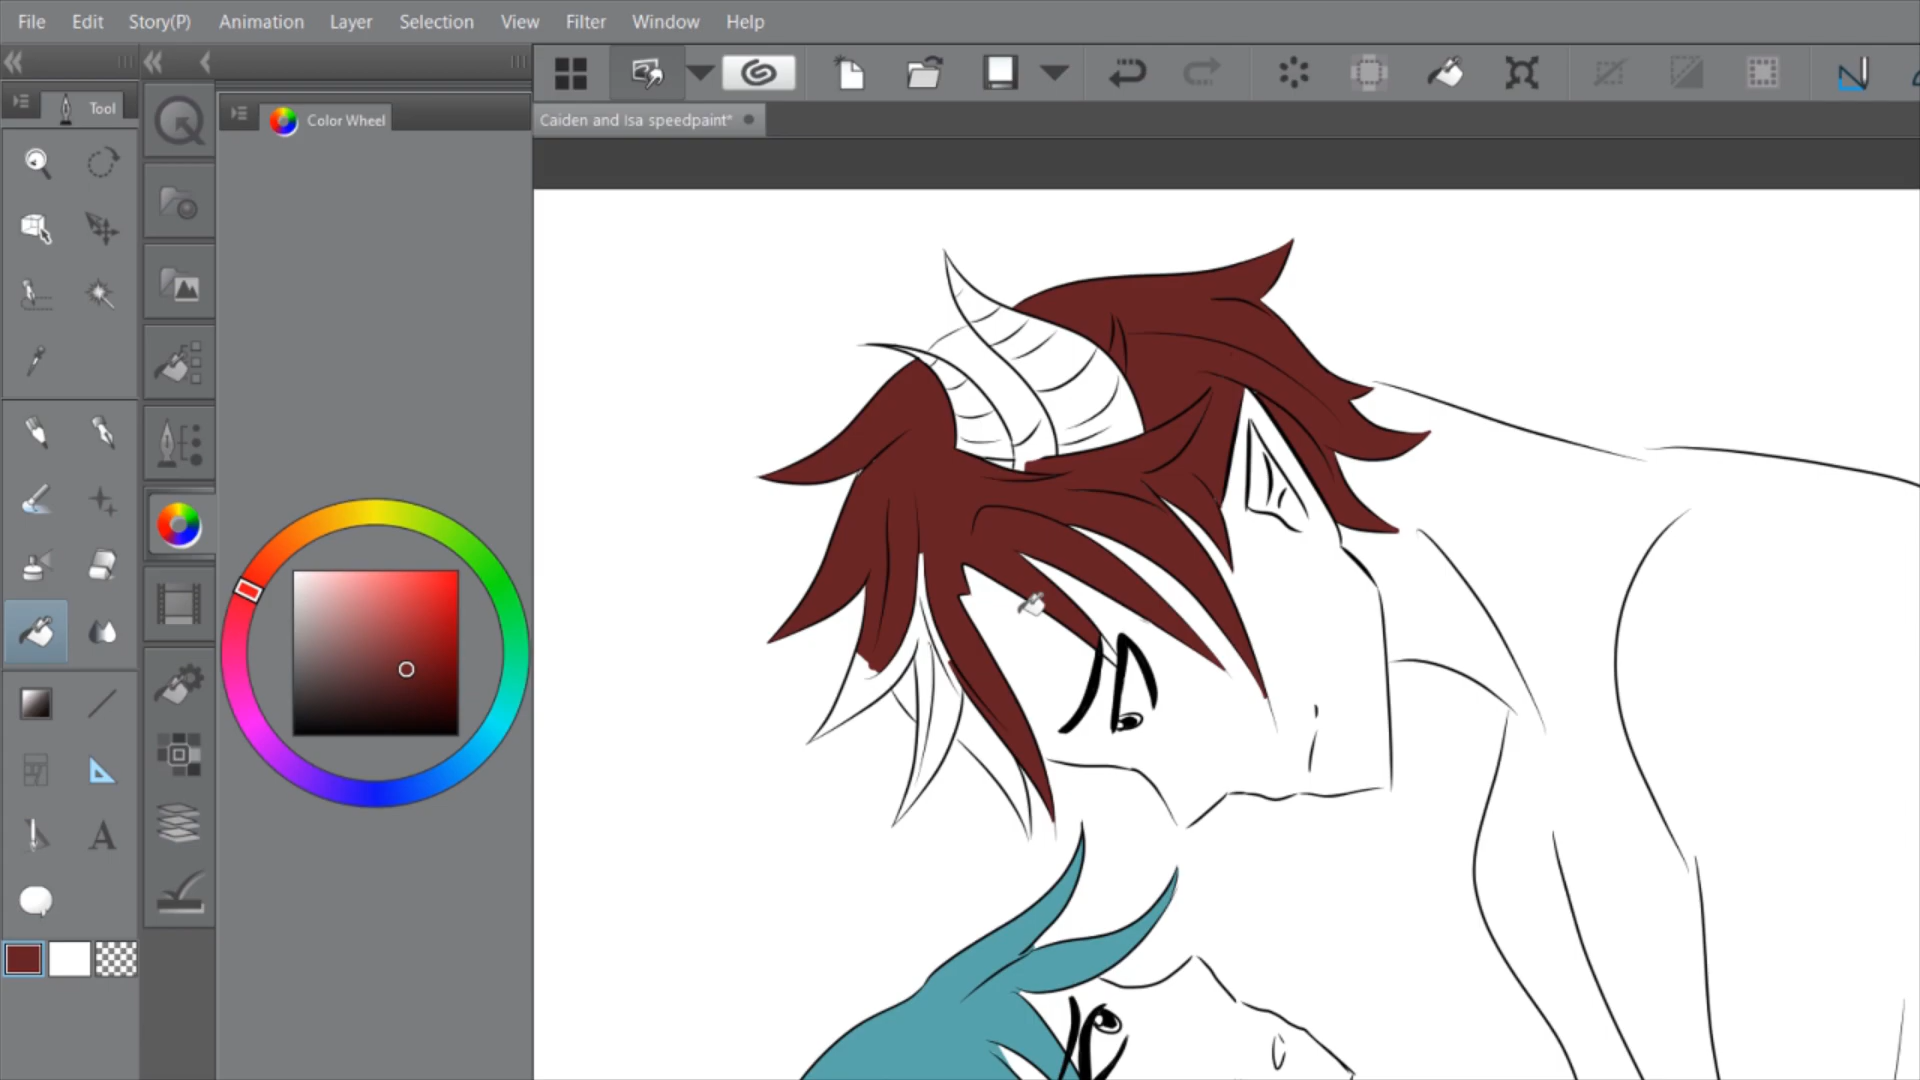 File Edit Story(P) Animation Layer Selection View Filter Window Help
Tool
Color Wheel
Caiden and Isa speedpaint*